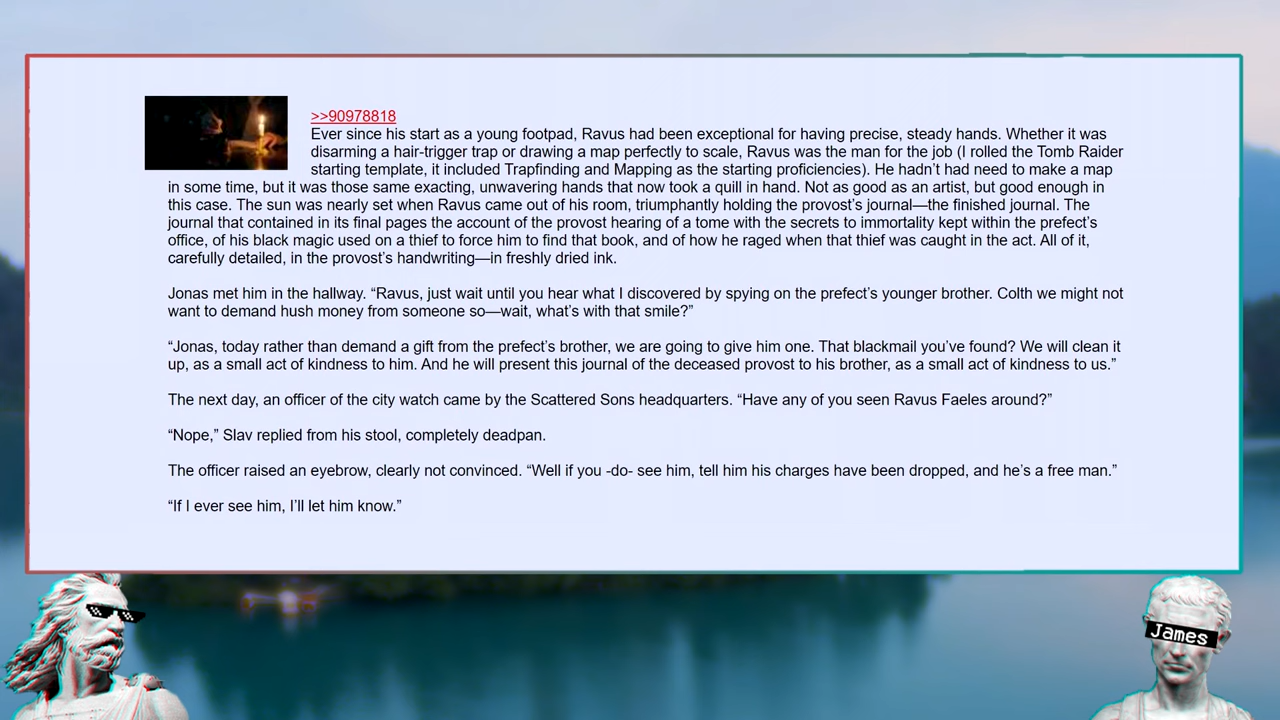 >>90978818
Ever since his start as a young footpad, Ravus had been exceptional for having precise, steady hands. Whether it was
disarming a hair-trigger trap or drawing a map perfectly to scale, Ravus was the man for the job (I rolled the Tomb Raider
starting template, it included Trapfinding and Mapping as the starting proficiencies). He hadn’t had need to make a map
in some time, but it was those same exacting, unwavering hands that now took a quill in hand. Not as good as an artist, but good enough in
this case. The sun was nearly set when Ravus came out of his room, triumphantly holding the provost’s journal—the finished journal. The
journal that contained in its final pages the account of the provost hearing of a tome with the secrets to immortality kept within the prefect’s
office, of his black magic used on a thief to force him to find that book, and of how he raged when that thief was caught in the act. All of it,
carefully detailed, in the provost’s handwriting—in freshly dried ink.
Jonas met him in the hallway. “Ravus, just wait until you hear what I discovered by spying on the prefect’s younger brother. Colth we might not
want to demand hush money from someone so—wait, what’s with that smile?”
“Jonas, today rather than demand a gift from the prefect’s brother, we are going to give him one. That blackmail you’ve found? We will clean it
up, as a small act of kindness to him. And he will present this journal of the deceased provost to his brother, as a small act of kindness to us.”
The next day, an officer of the city watch came by the Scattered Sons headquarters. “Have any of you seen Ravus Faeles around?”
“Nope,” Slav replied from his stool, completely deadpan.
The officer raised an eyebrow, clearly not convinced. “Well if you -do- see him, tell him his charges have been dropped, and he’s a free man.”
“If I ever see him, I’ll let him know.”
James